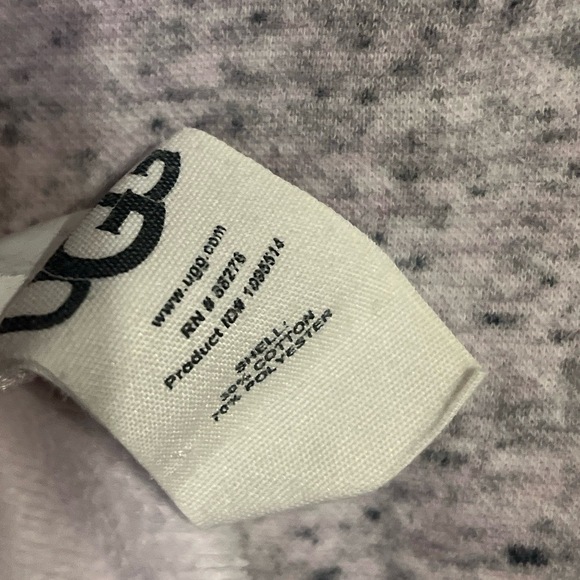 UGG
www.ugg.com
RN # 88276
Product ID# 1095514
SHELL:
30% COTTON
70% POLYESTER